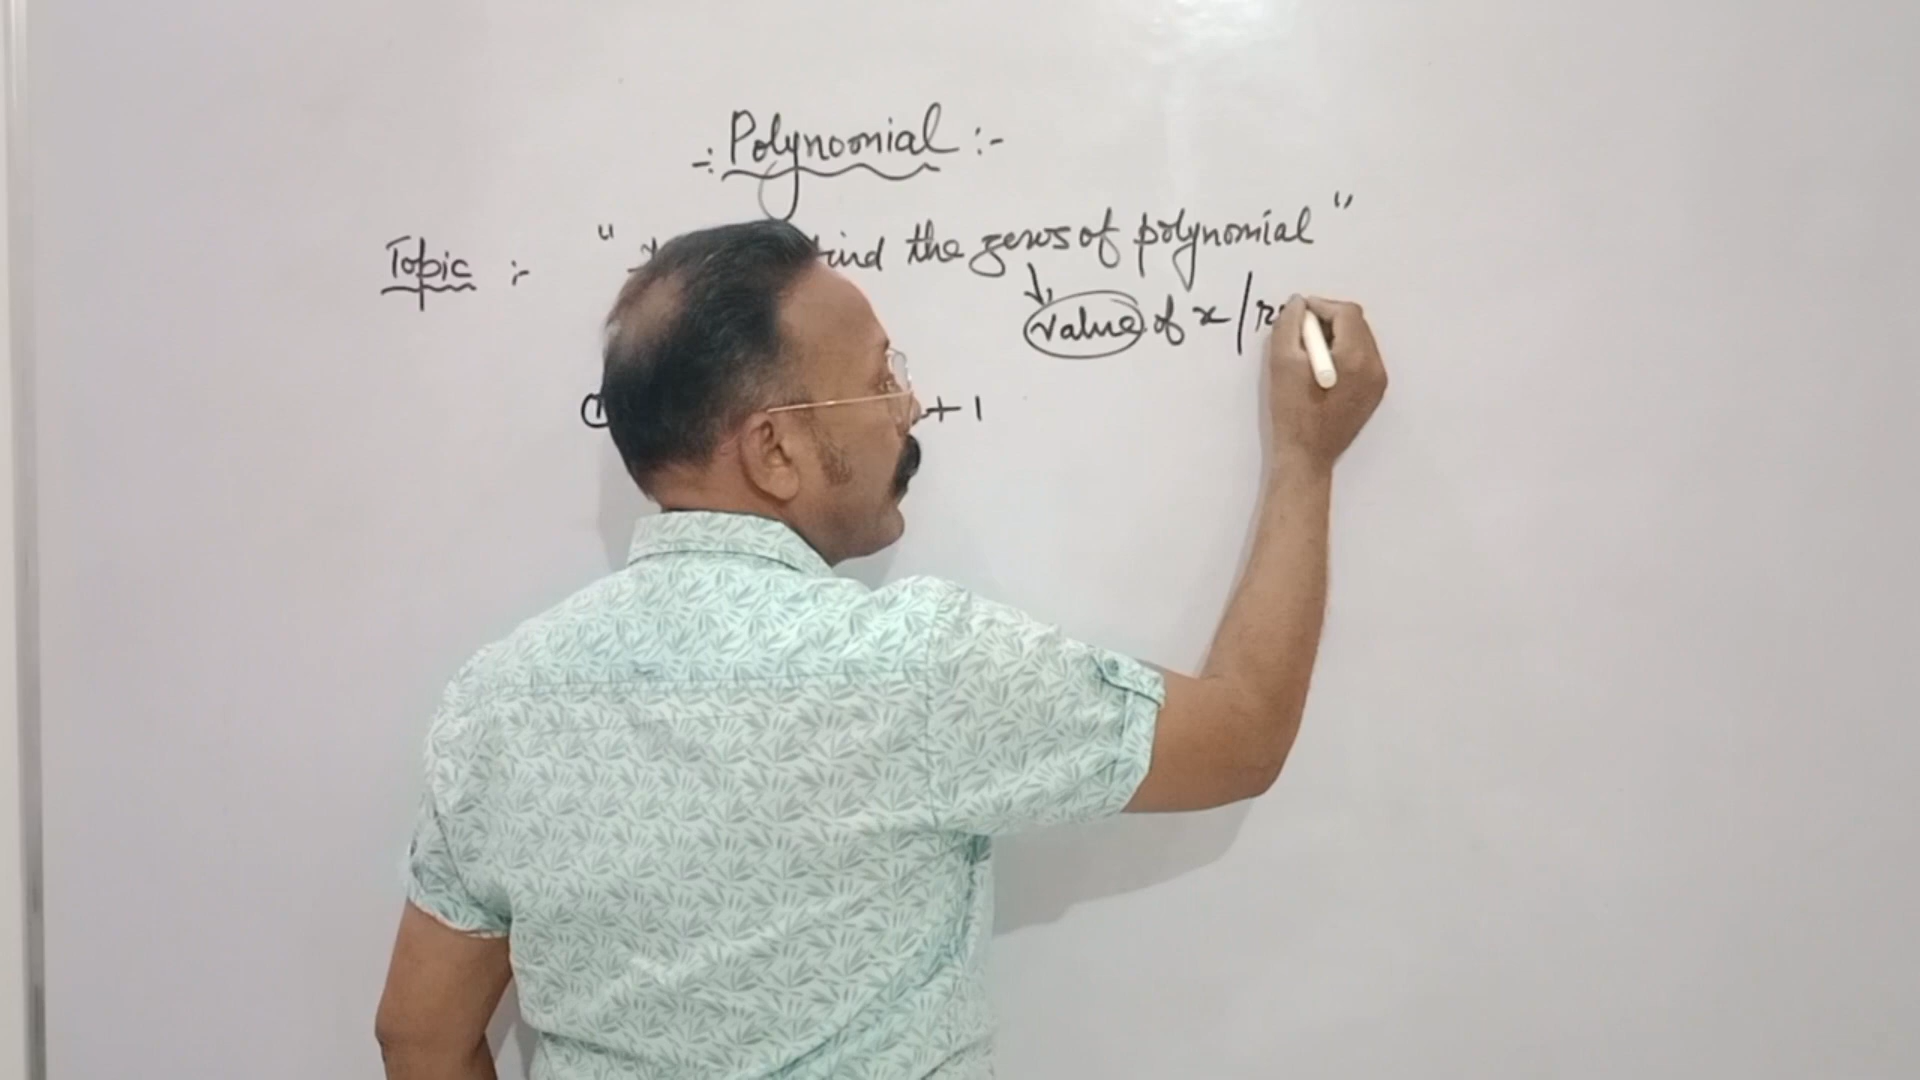 -: Polynomial :-
Topic :- " find the zeros of polynomial "
value of x /
+ 1